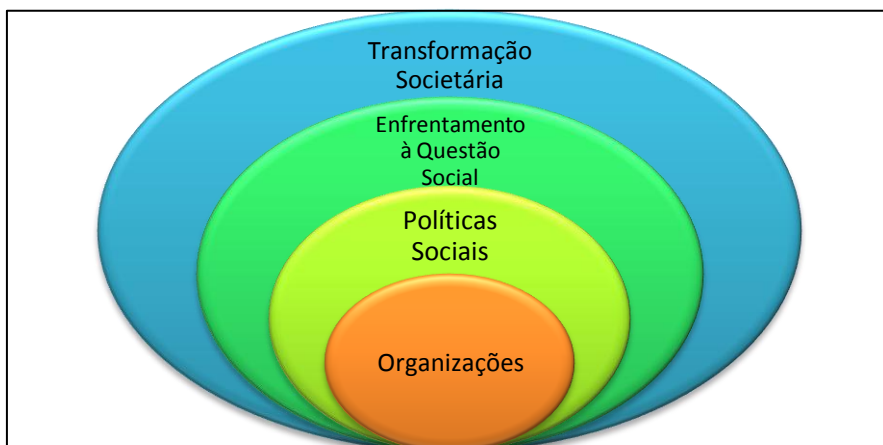 Transformação
Societária
Enfrentamento
à Questão
Social
Políticas
Sociais
Organizações